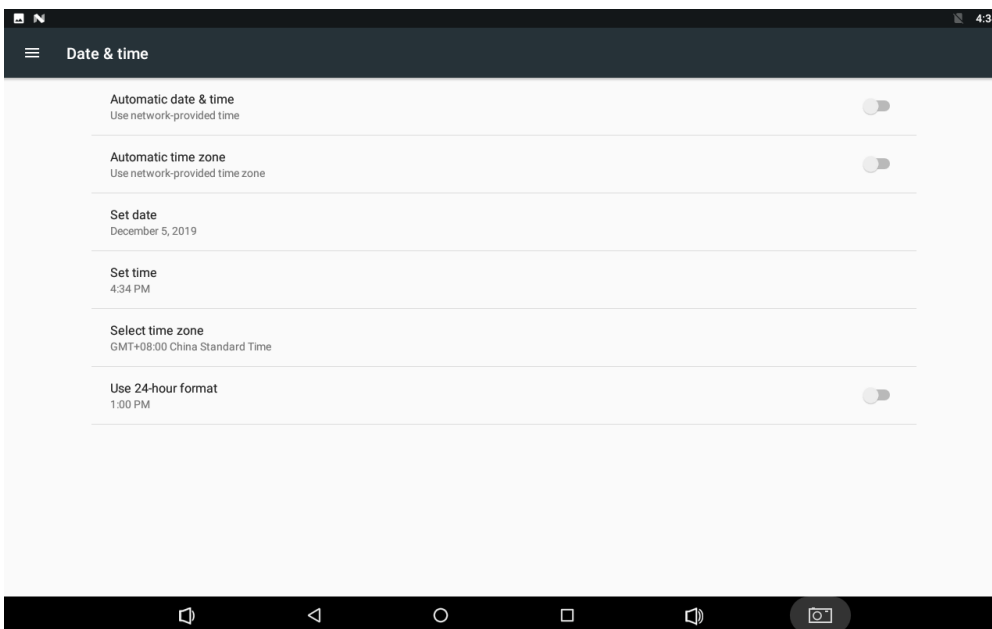 4:3
Date & time
Automatic date & time
Use network-provided time
Automatic time zone
Use network-provided time zone
Set date
December 5, 2019
Set time
4:34 PM
Select time zone
GMT+08:00 China Standard Time
Use 24-hour format
1:00 PM